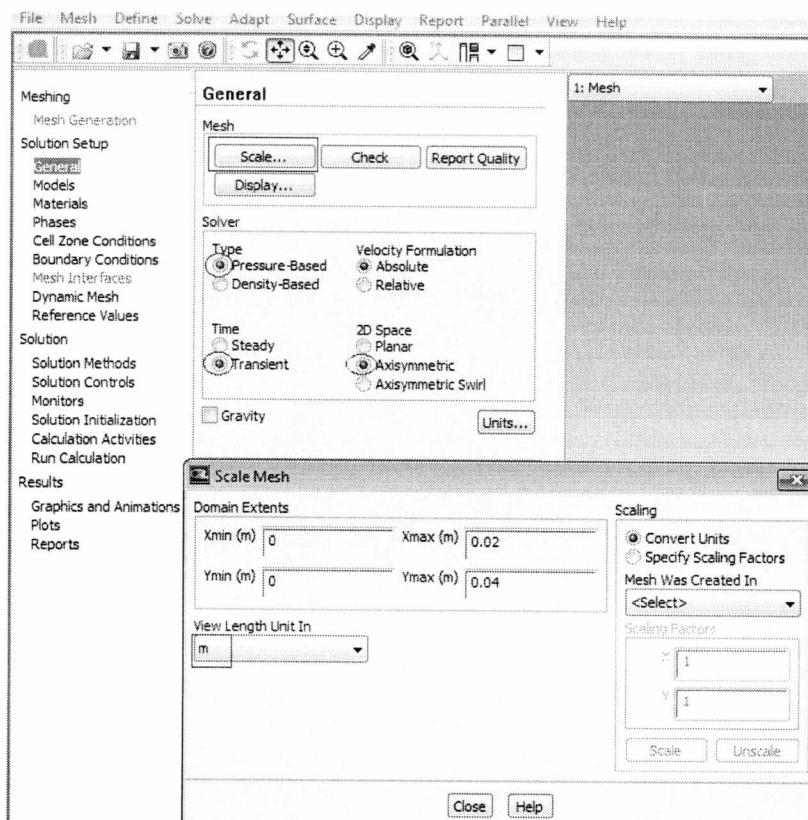 File Mesh Define Solve Adapt Surface Display Report Parallel View Help
1: Mesh
Meshing
Mesh Generation
Solution Setup
General
Models
Materials
Phases
Cell Zone Conditions
Boundary Conditions
Mesh Interfaces
Dynamic Mesh
Reference Values
Solution
Solution Methods
Solution Controls
Monitors
Solution Initialization
Calculation Activities
Run Calculation
Results
Graphics and Animations
Plots
Reports
General
Mesh
Scale... Check Report Quality
Display...
Solver
Type Velocity Formulation
Pressure-Based Absolute
Density-Based Relative
Time 2D Space
Steady Planar
Transient Axisymmetric
Axisymmetric Swirl
Gravity Units...
Scale Mesh
Domain Extents
Xmin (m) 0 Xmax (m) 0.02
Ymin (m) 0 Ymax (m) 0.04
View Length Unit In
m
Scaling
Convert Units
Specify Scaling Factors
Mesh Was Created In
<Select>
Scaling Factors
X 1
Y 1
Scale Unscale
Close Help